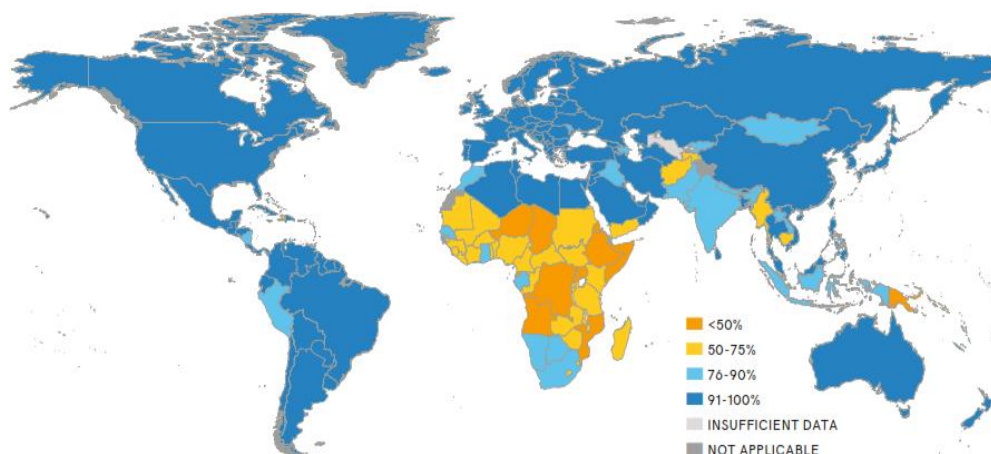 <50%
50-75%
76-90%
91-100%
INSUFFICIENT DATA
NOT APPLICABLE